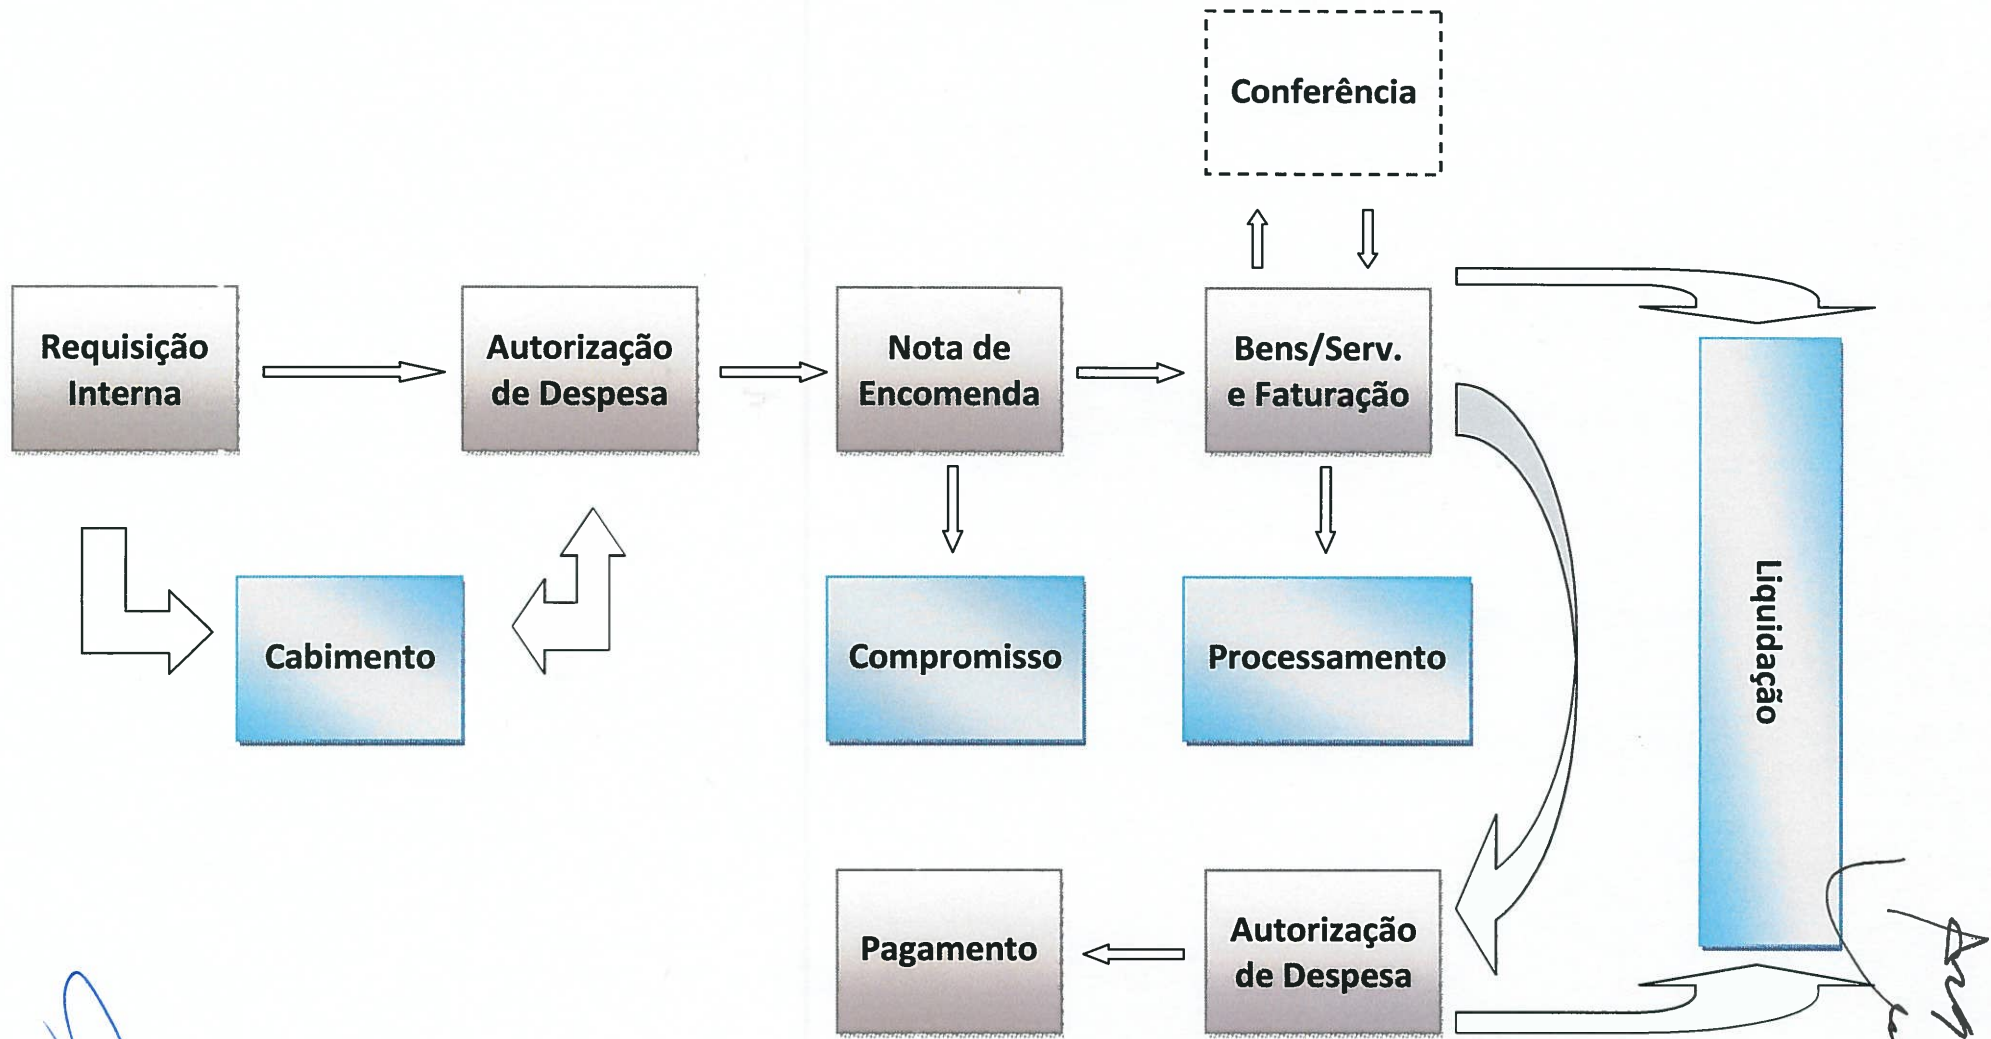 Conferência
Requisição
Interna
Autorização
de Despesa
Nota de
Encomenda
Bens/Serv.
e Faturação
Cabimento
Compromisso
Processamento
Liquidação
Pagamento
Autorização
de Despesa